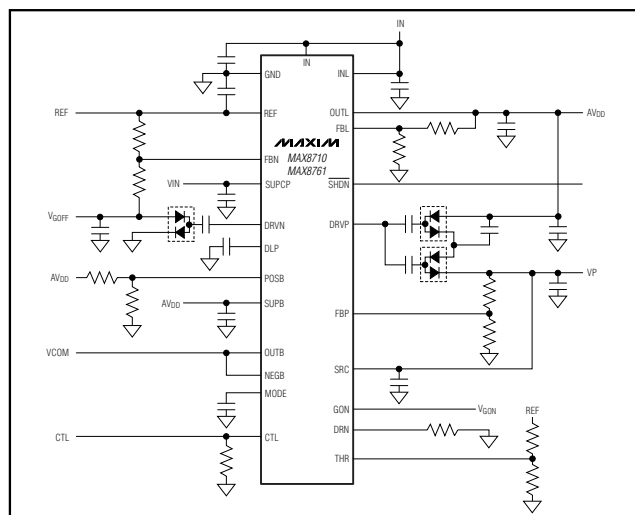 IN
IN
GND
INL
REF
REF
OUTL
AVDD
FBL
MAXIM
MAX8710
MAX8761
FBN
VIN
SUPCP
SHDN
VGOFF
DRVN
DRVP
DLP
AVDD
POSB
VP
AVDD
SUPB
FBP
VCOM
OUTB
NEGB
SRC
MODE
GON
VGON
REF
CTL
CTL
DRN
THR